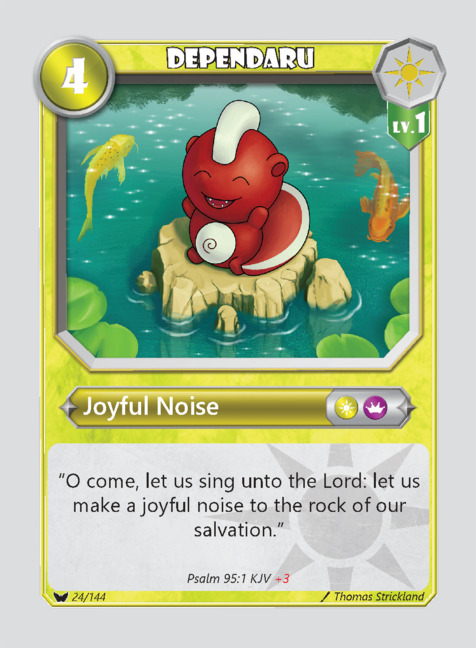 DEPENDARU
4
LV.1
Joyful Noise
“O come, let us sing unto the Lord: let us
make a joyful noise to the rock of our
salvation.”
Psalm 95:1 KJV +3
24/144
Thomas Strickland